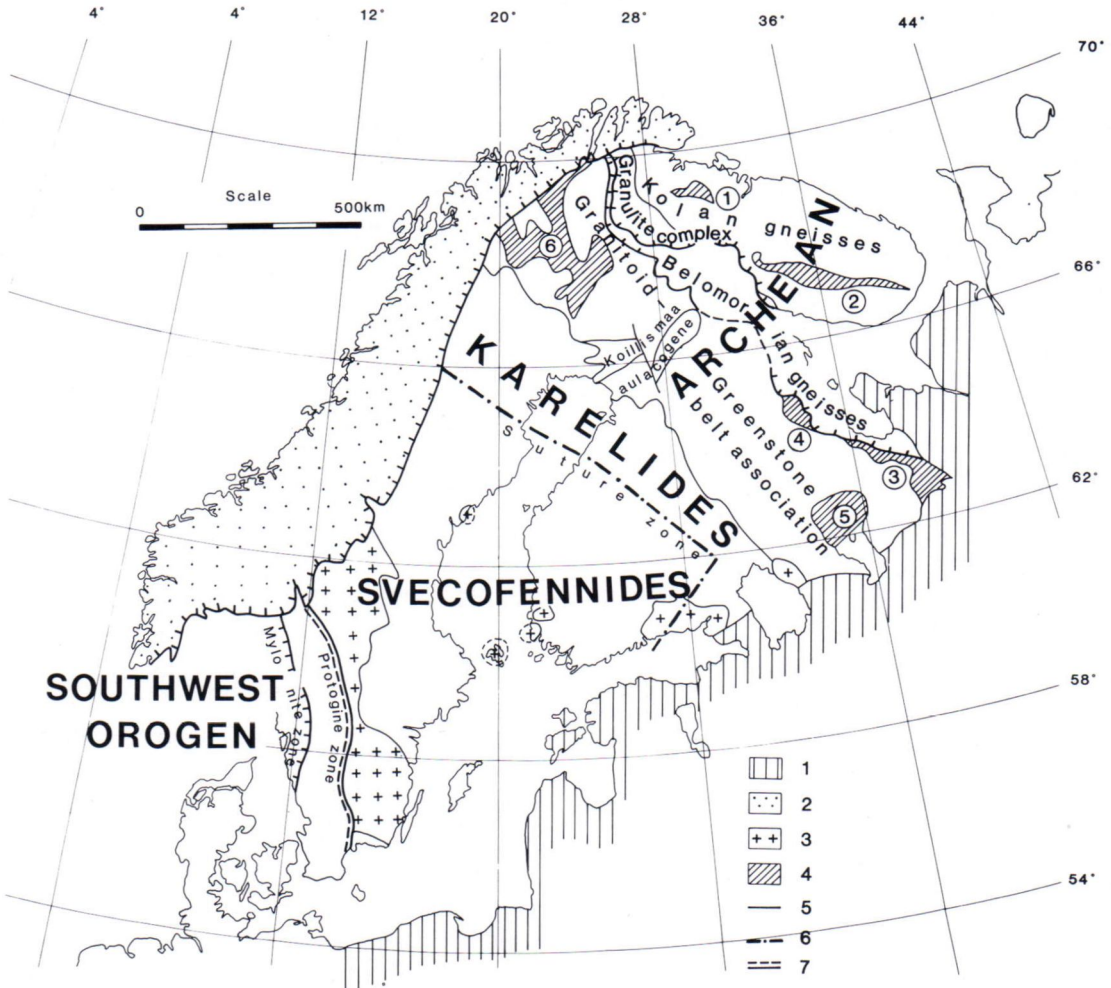 4° 4° 12° 20° 28° 36° 44°
70°
Scale
0 500km
Granulite
complex
Kolan
gneisses
1
Granitoid
6
66°
Belomorian gneisses
2
ARCHEAN
Koillismaa
aulacogene
KARELIDES
Greenstone
belt association
4
3
62°
suture zone
5
SVECOFENNIDES
Mylonite zone
Protogine zone
SOUTHWEST
OROGEN
58°
1
2
3
4
5
6
7
54°